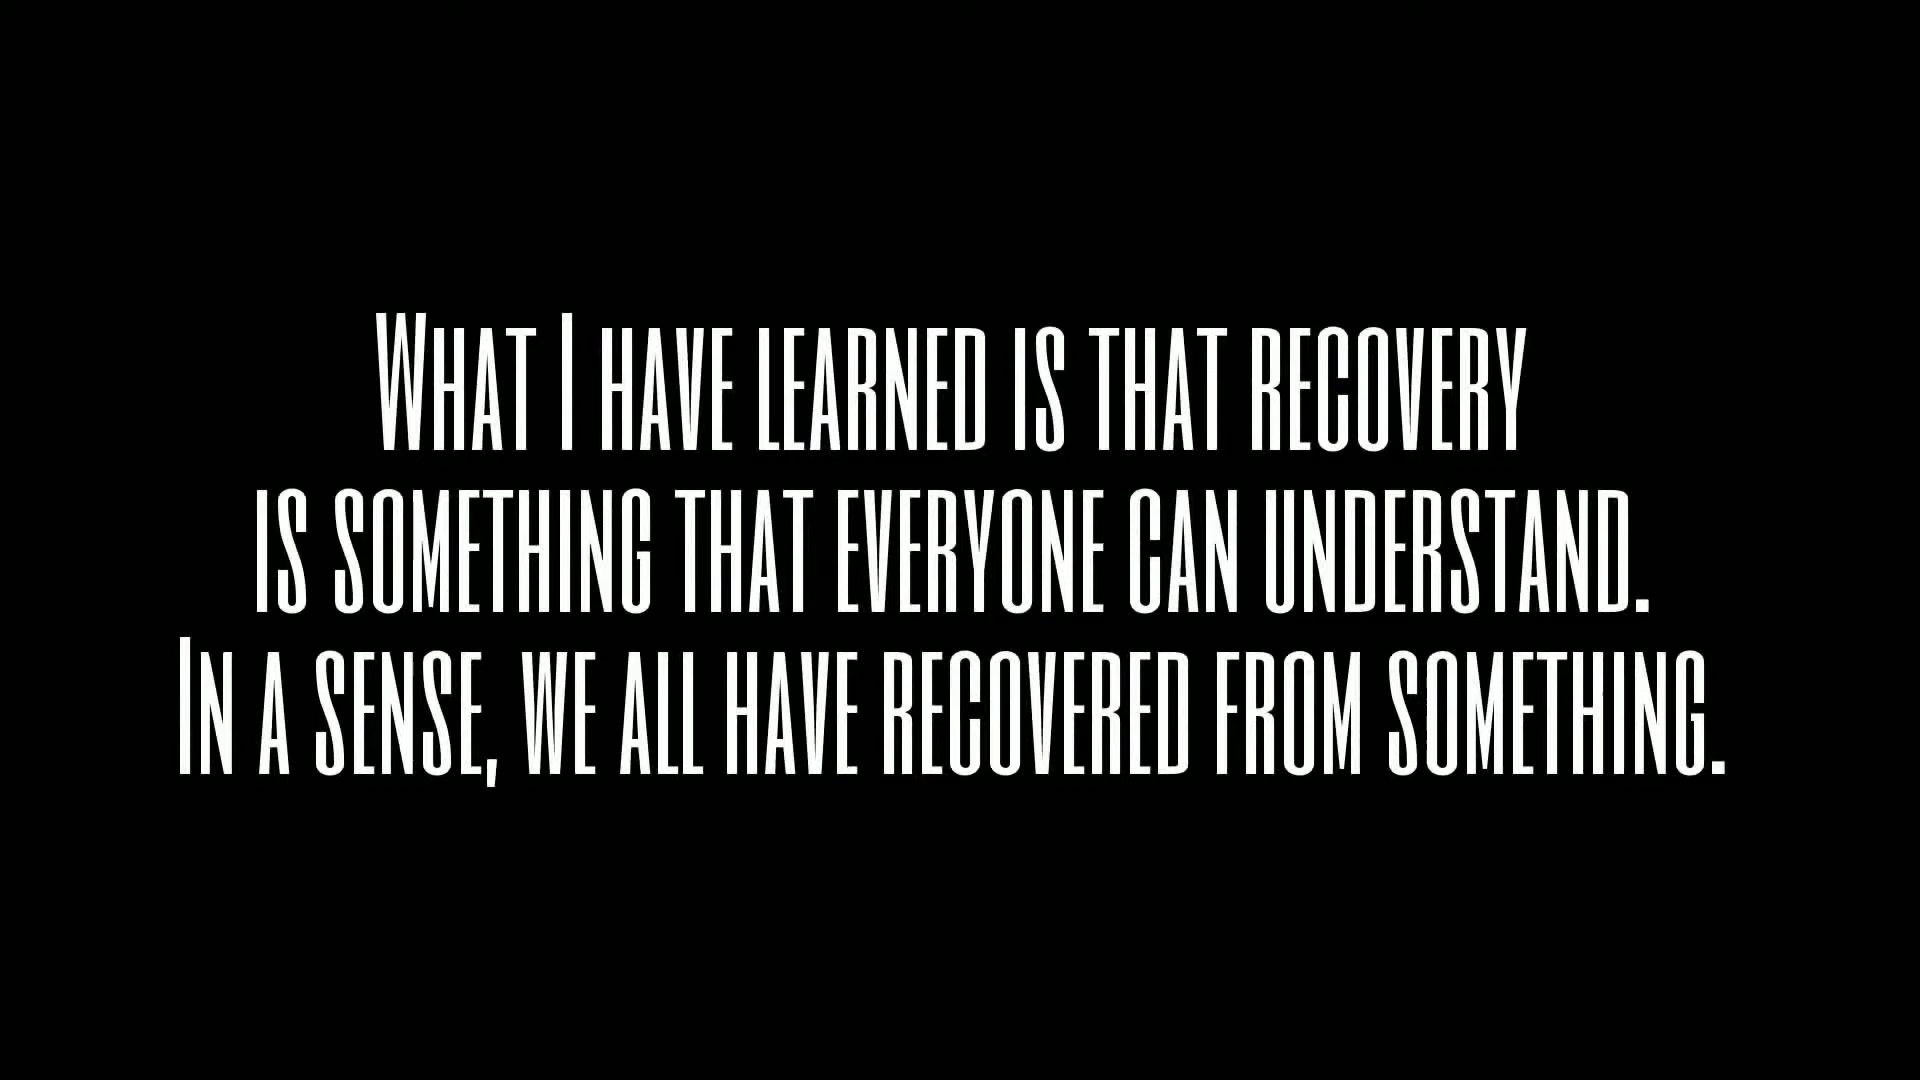 What I have learned is that recovery
is something that everyone can understand.
In a sense, we all have recovered from something.